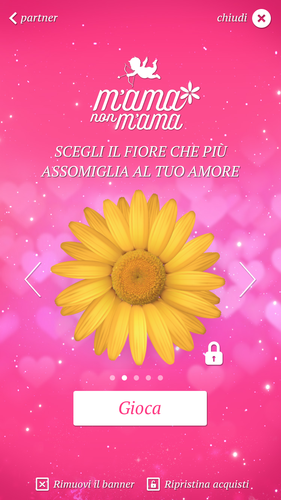 partner
chiudi
m'ama
non m'ama
SCEGLI IL FIORE CHE PIÙ
ASSOMIGLIA AL TUO AMORE
Gioca
Rimuovi il banner
Ripristina acquisti